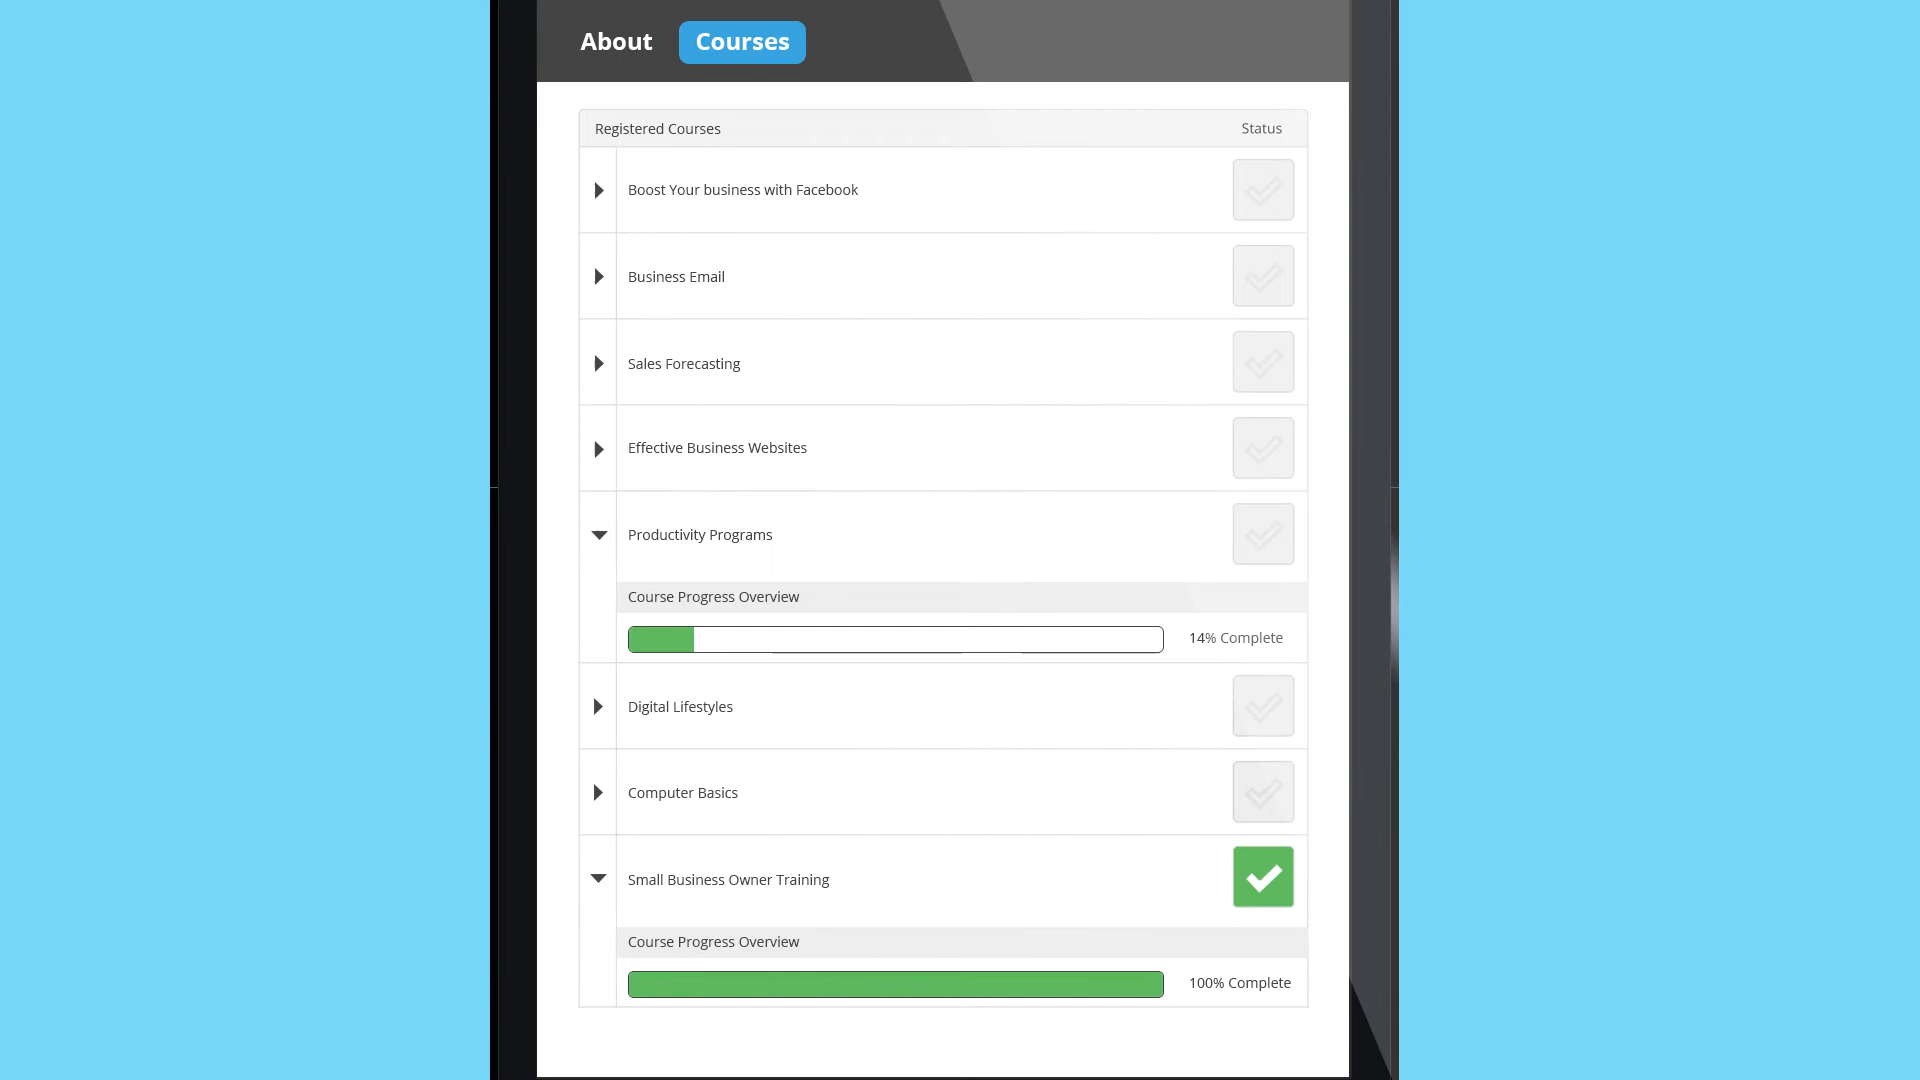 About Courses
Registered Courses Status
Boost Your business with Facebook
Business Email
Sales Forecasting
Effective Business Websites
Productivity Programs
Course Progress Overview
14% Complete
Digital Lifestyles
Computer Basics
Small Business Owner Training
Course Progress Overview
100% Complete